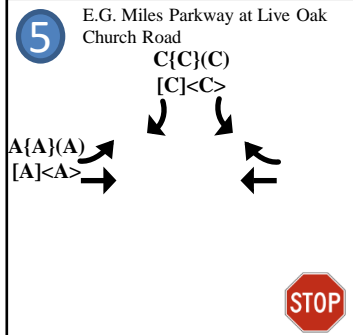 5
E.G. Miles Parkway at Live Oak
Church Road
C{C}(C)
[C]<C>
A{A}(A)
[A]<A>
STOP